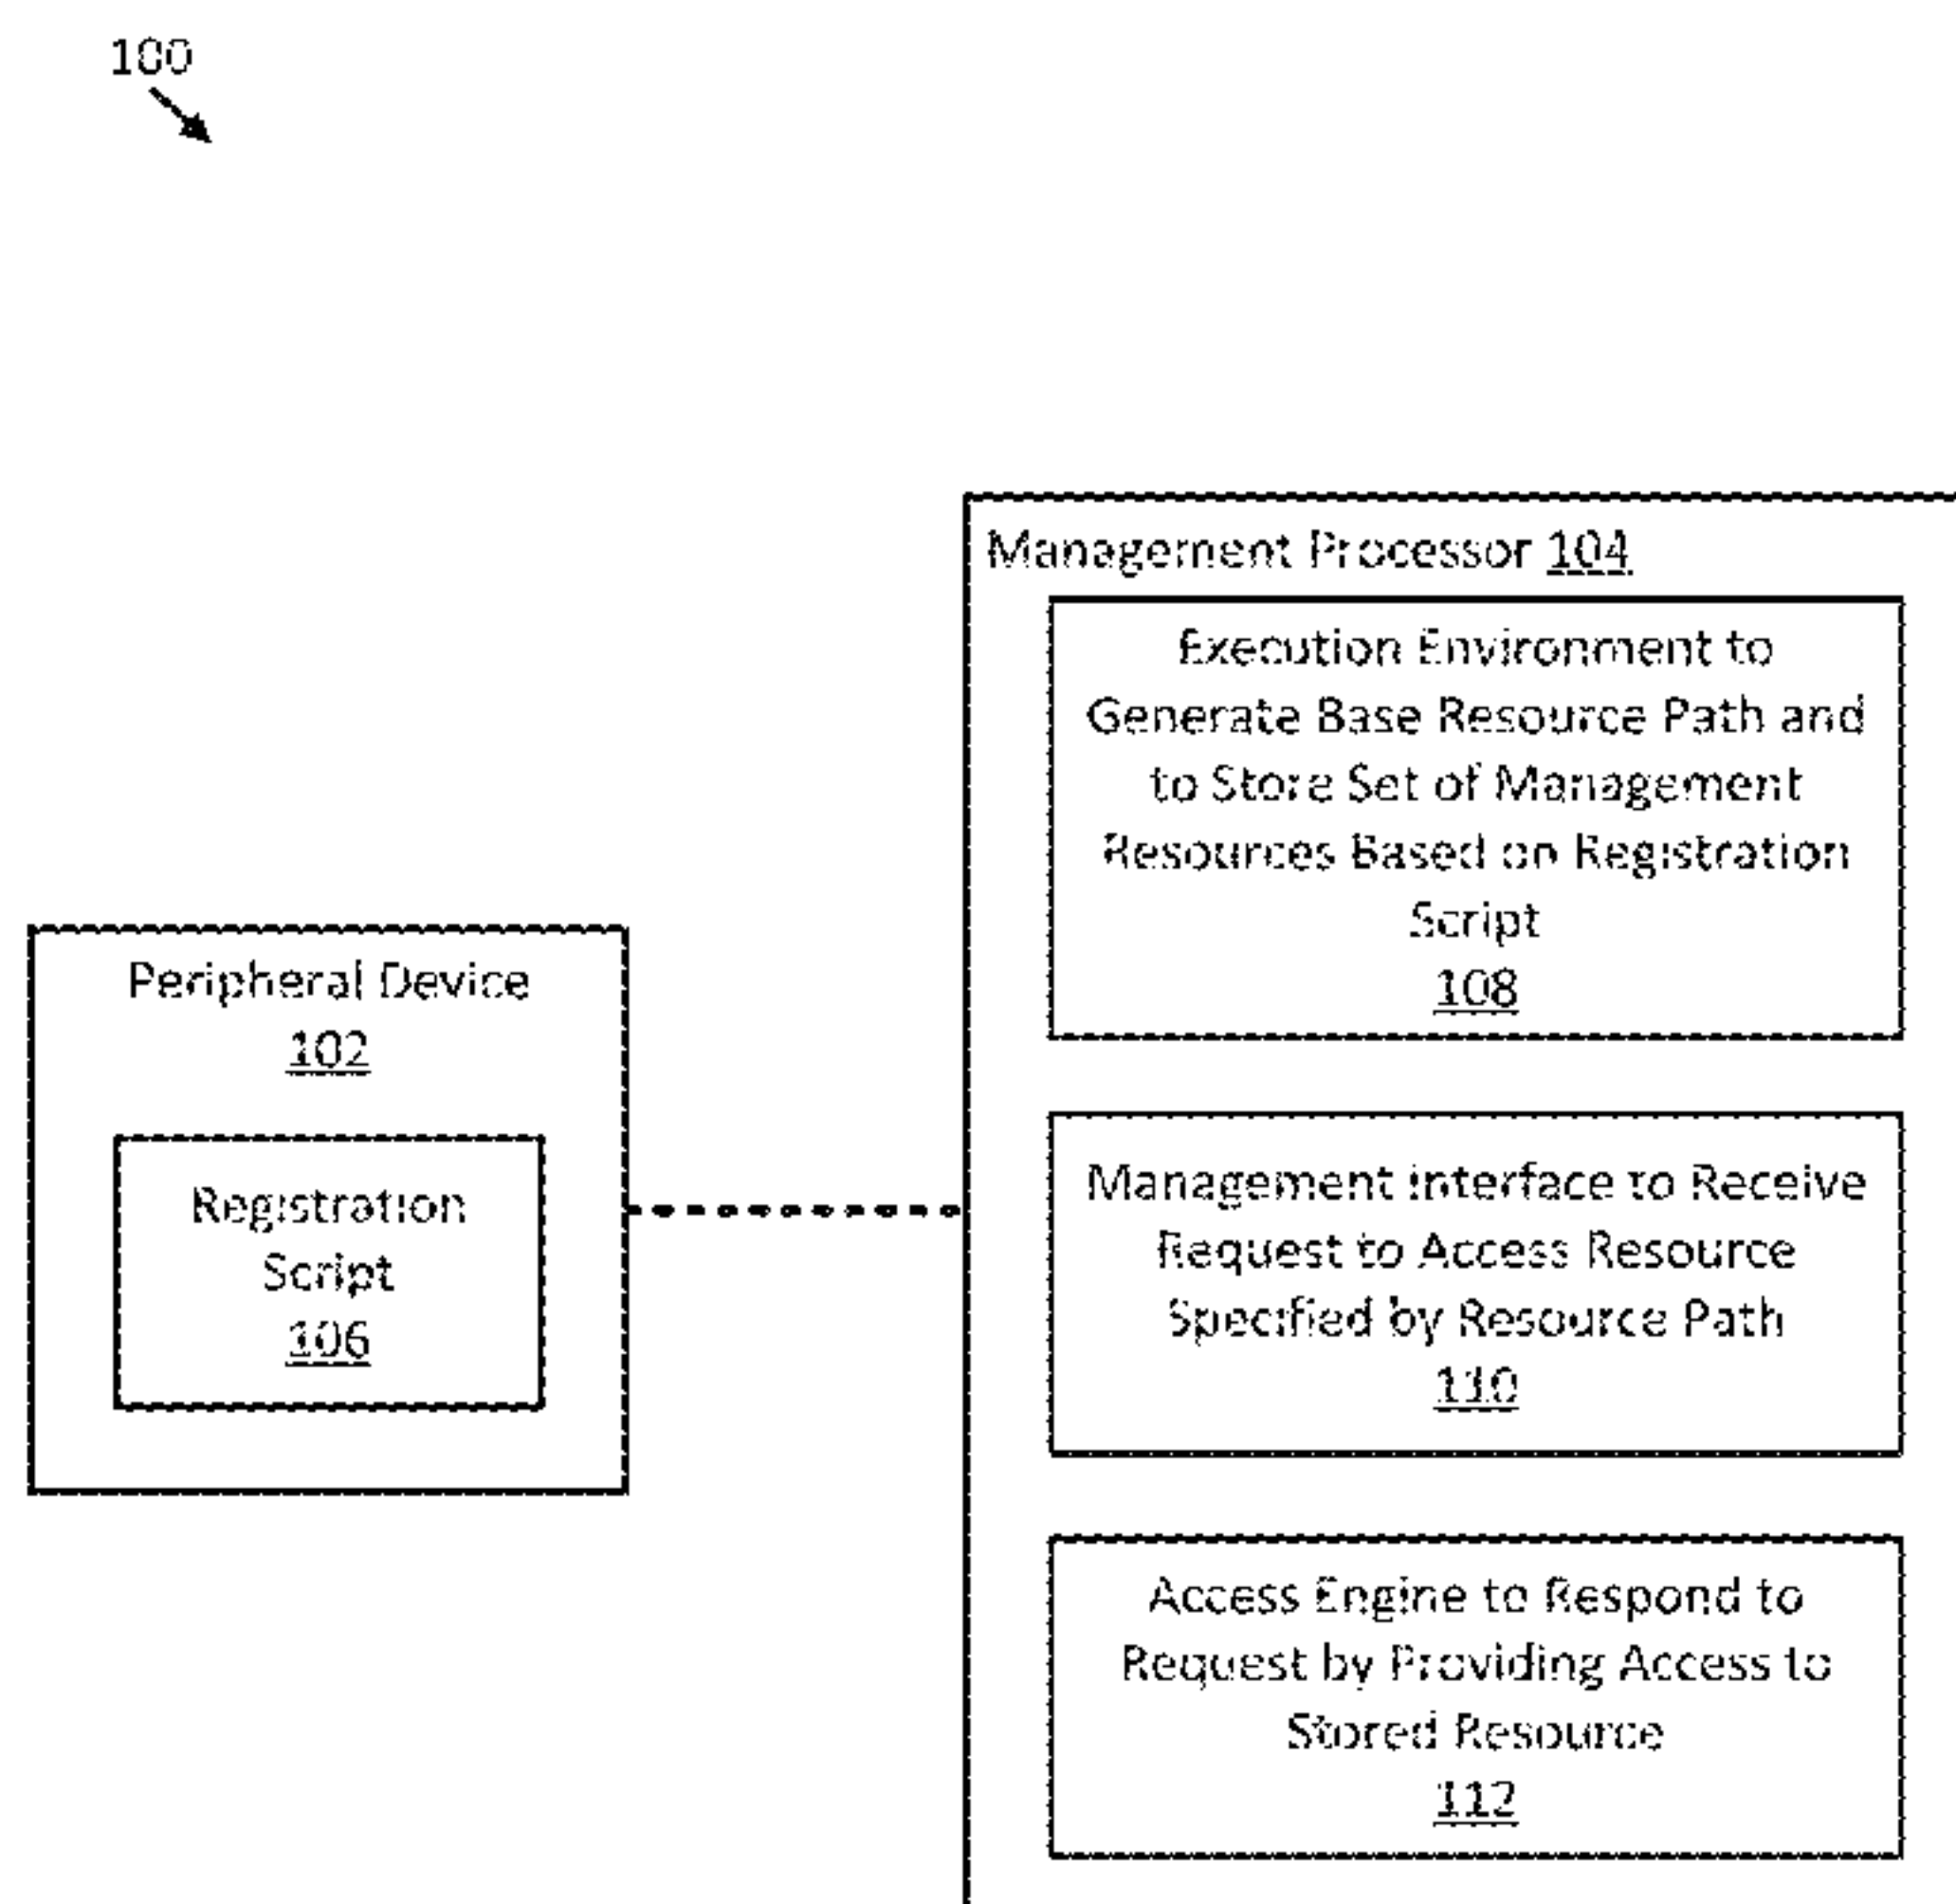 100
Management Processor 104
Execution Environment to
Generate Base Resource Path and
to Store Set of Management
Resources Based on Registration
Script
108
Peripheral Device
102
Registration
Script
106
Management Interface to Receive
Request to Access Resource
Specified by Resource Path
110
Access Engine to Respond to
Request by Providing Access to
Stored Resource
112